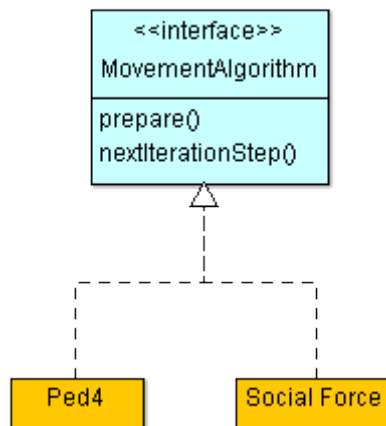 <<interface>>
MovementAlgorithm
prepare()
nextIterationStep()
Ped4
Social Force